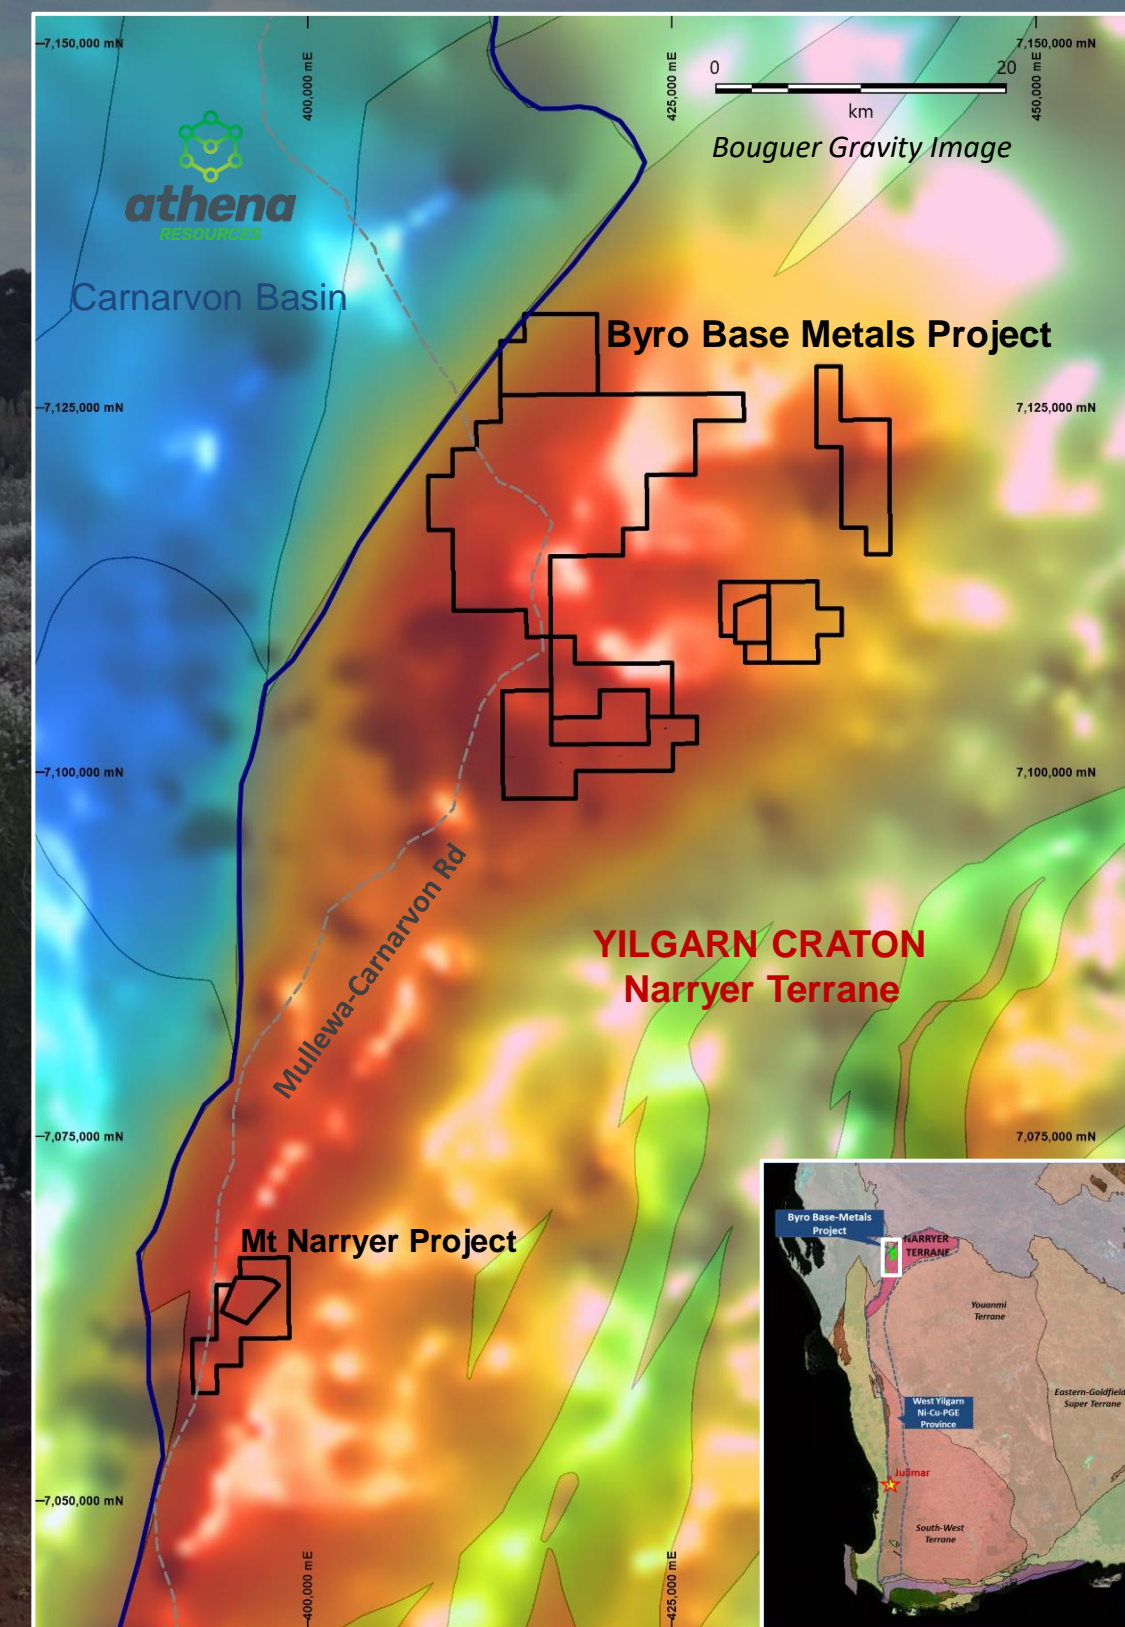 7,150,000 mN
400,000 mE
425,000 mE
7,150,000 mN
450,000 mE
0
20
km
Bouguer Gravity Image
athena
RESOURCES
Carnarvon Basin
Byro Base Metals Project
7,125,000 mN
7,125,000 mN
7,100,000 mN
7,100,000 mN
Mullewa-Carnarvon Rd
YILGARN CRATON
Narryer Terrane
7,075,000 mN
7,075,000 mN
Mt Narryer Project
Byro Base-Metals
Project
NARRYER
TERRANE
Youanmi
Terrane
Eastern-Goldfield
Super Terrane
West Yilgarn
Ni-Cu-PGE
Province
Julimar
South-West
Terrane
7,050,000 mN
400,000 mE
425,000 mE